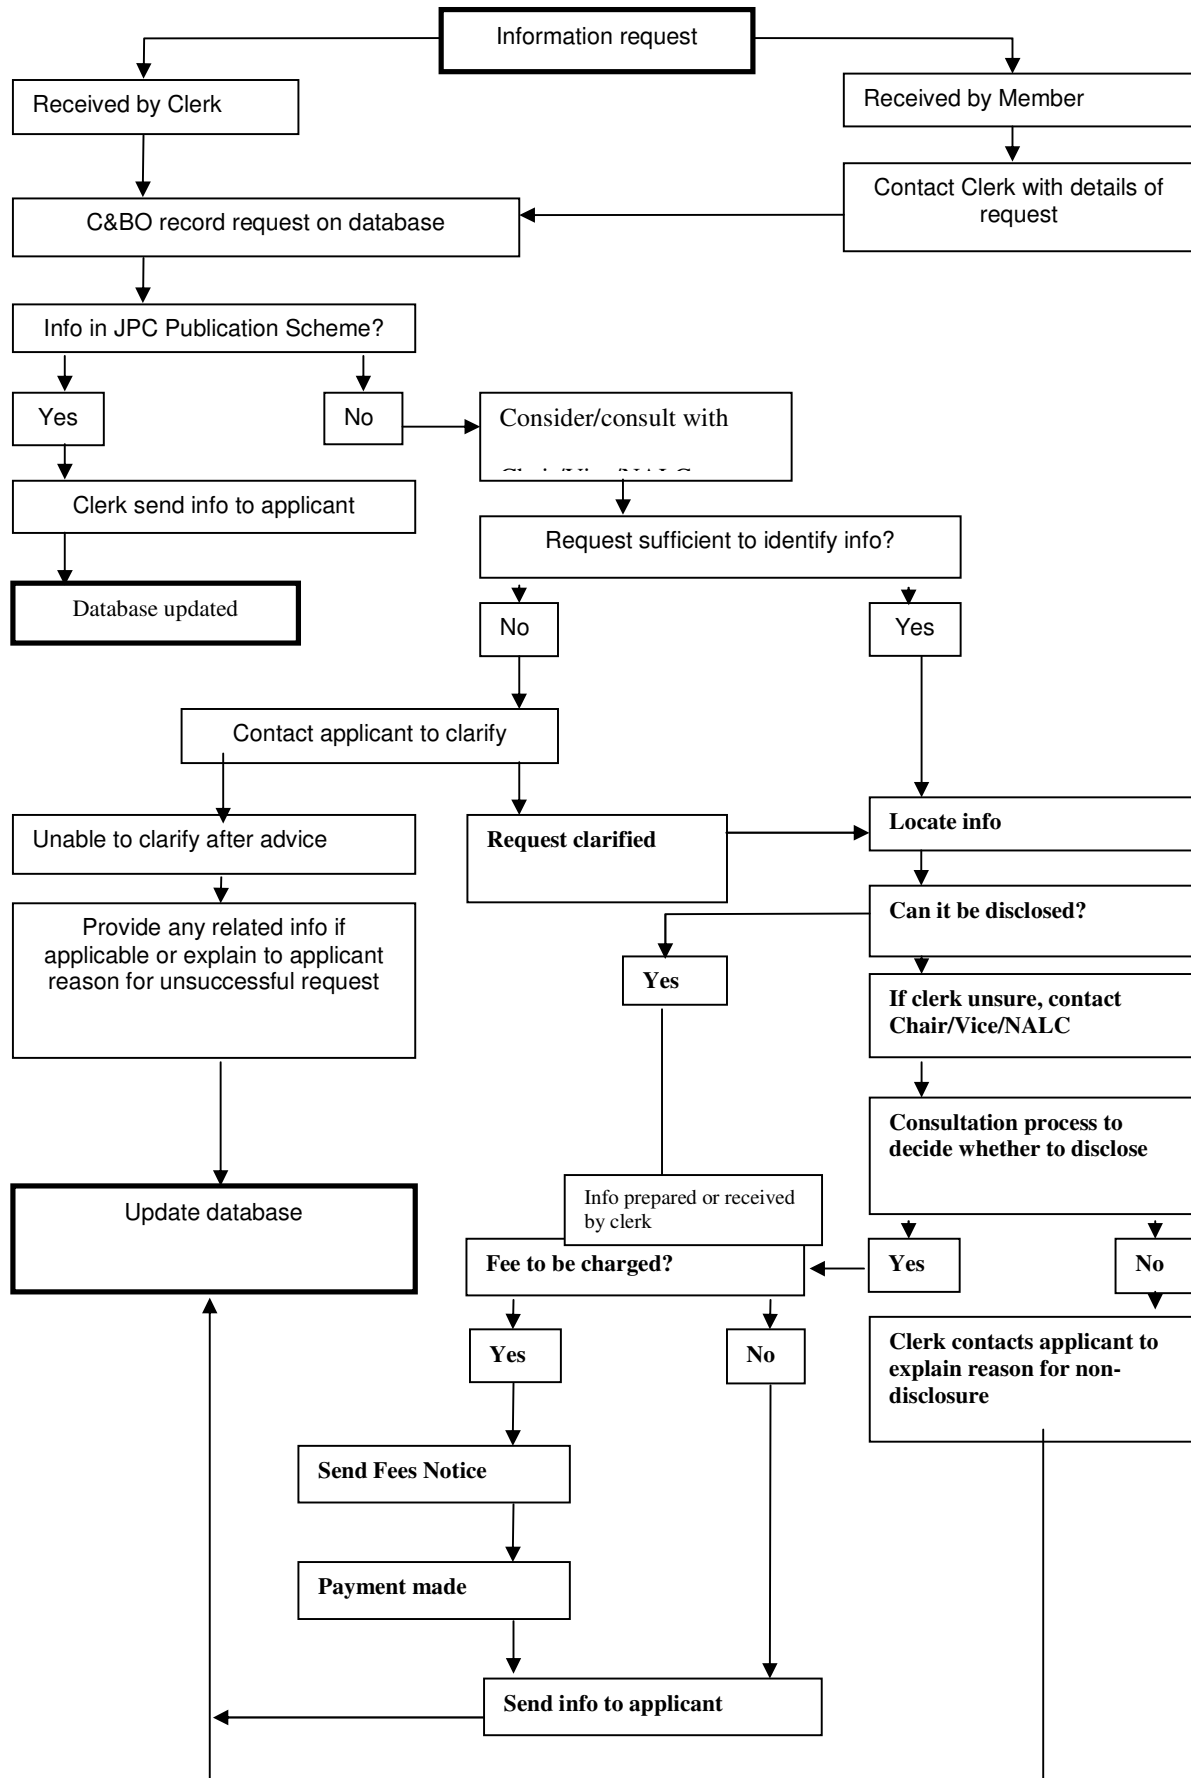 Information request
Received by Clerk
Received by Member
Contact Clerk with details of
request
C&BO record request on database
Info in JPC Publication Scheme?
Yes
No
Consider/consult with
Clerk send info to applicant
Request sufficient to identify info?
Database updated
No
Yes
Contact applicant to clarify
Unable to clarify after advice
Request clarified
Locate info
Provide any related info if
applicable or explain to applicant
reason for unsuccessful request
Can it be disclosed?
Yes
If clerk unsure, contact
Chair/Vice/NALC
Consultation process to
decide whether to disclose
Info prepared or received
by clerk
Update database
Fee to be charged?
Yes
No
Yes
No
Clerk contacts applicant to
explain reason for non-
disclosure
Send Fees Notice
Payment made
Send info to applicant